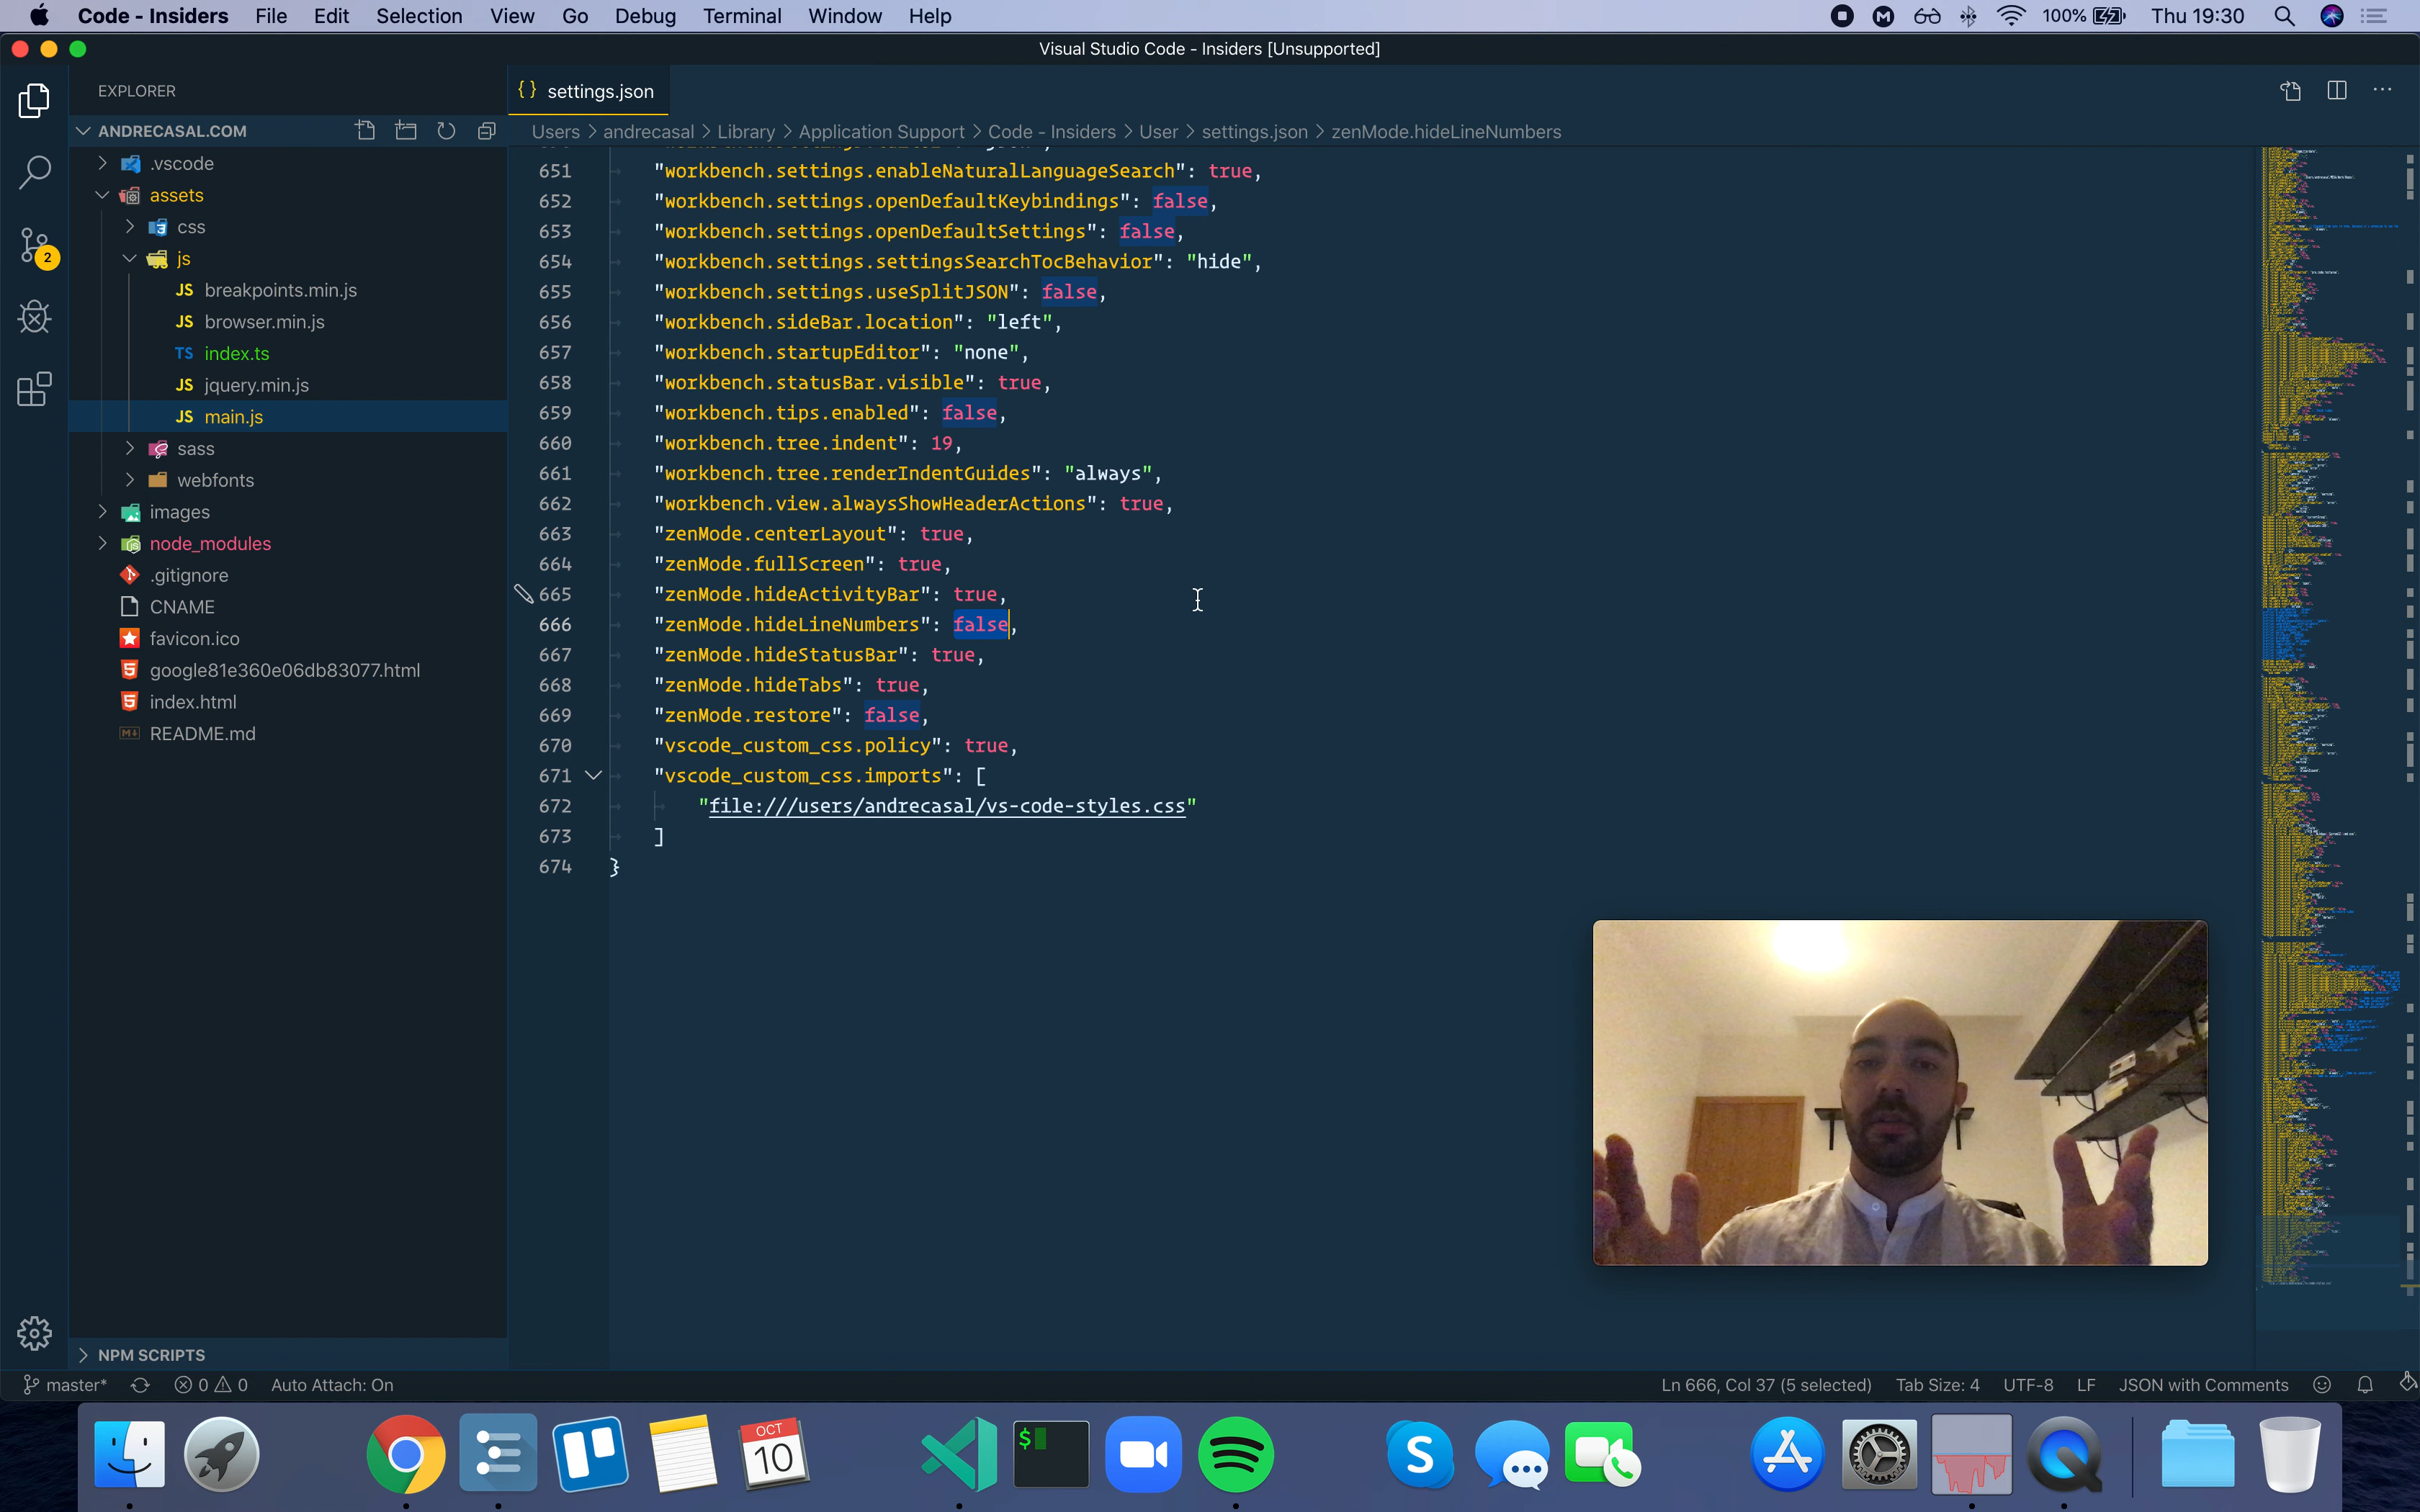 Code - Insiders File Edit Selection View Go Debug Terminal Window Help 100% Thu 19:30
Visual Studio Code - Insiders [Unsupported]
EXPLORER
ANDRECASAL.COM
.vscode
assets
css
js
JS breakpoints.min.js
JS browser.min.js
TS index.ts
JS jquery.min.js
JS main.js
sass
webfonts
images
node_modules
.gitignore
CNAME
favicon.ico
google81e360e06db83077.html
index.html
README.md
NPM SCRIPTS
2
{ } settings.json
Users > andrecasal > Library > Application Support > Code - Insiders > User > settings.json > zenMode.hideLineNumbers
651 "workbench.settings.enableNaturalLanguageSearch": true,
652 "workbench.settings.openDefaultKeybindings": false,
653 "workbench.settings.openDefaultSettings": false,
654 "workbench.settings.settingsSearchTocBehavior": "hide",
655 "workbench.settings.useSplitJSON": false,
656 "workbench.sideBar.location": "left",
657 "workbench.startupEditor": "none",
658 "workbench.statusBar.visible": true,
659 "workbench.tips.enabled": false,
660 "workbench.tree.indent": 19,
661 "workbench.tree.renderIndentGuides": "always",
662 "workbench.view.alwaysShowHeaderActions": true,
663 "zenMode.centerLayout": true,
664 "zenMode.fullScreen": true,
665 "zenMode.hideActivityBar": true,
666 "zenMode.hideLineNumbers": false,
667 "zenMode.hideStatusBar": true,
668 "zenMode.hideTabs": true,
669 "zenMode.restore": false,
670 "vscode_custom_css.policy": true,
671 "vscode_custom_css.imports": [
672 "file:///users/andrecasal/vs-code-styles.css"
673 ]
674 }
master* 0 0 Auto Attach: On Ln 666, Col 37 (5 selected) Tab Size: 4 UTF-8 LF JSON with Comments
OCT
10
$
S